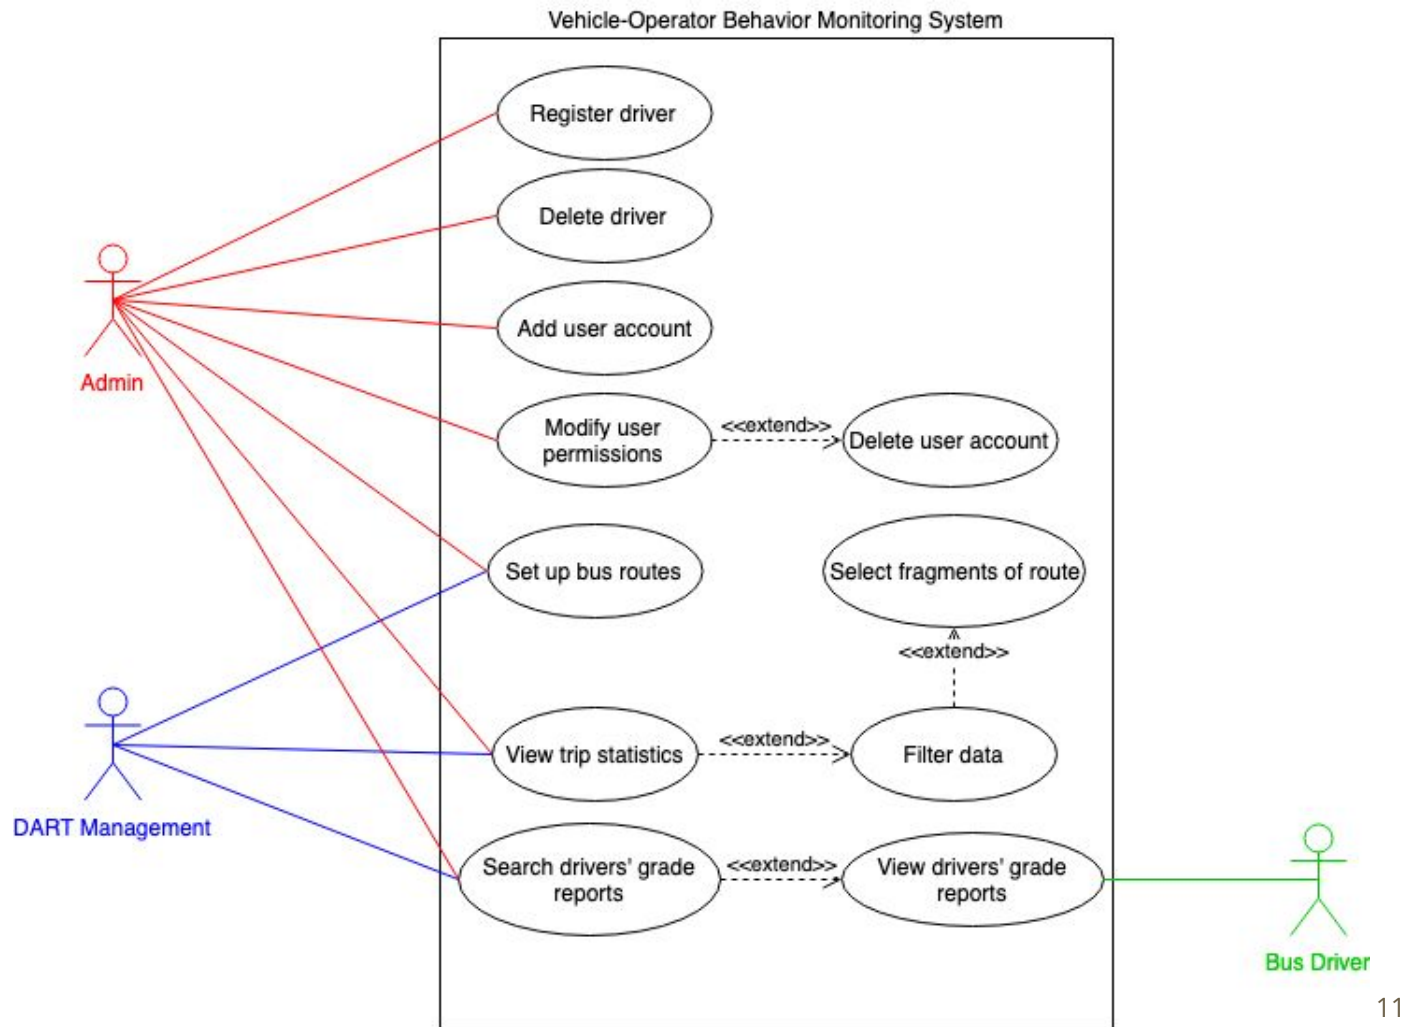 Vehicle-Operator Behavior Monitoring System
Register driver
Delete driver
Add user account
Admin
Modify user
permissions
<<extend>>
Delete user account
Set up bus routes
Select fragments of route
<<extend>>
View trip statistics
<<extend>>
Filter data
DART Management
Search drivers' grade
reports
<<extend>>
View drivers' grade
reports
Bus Driver
11